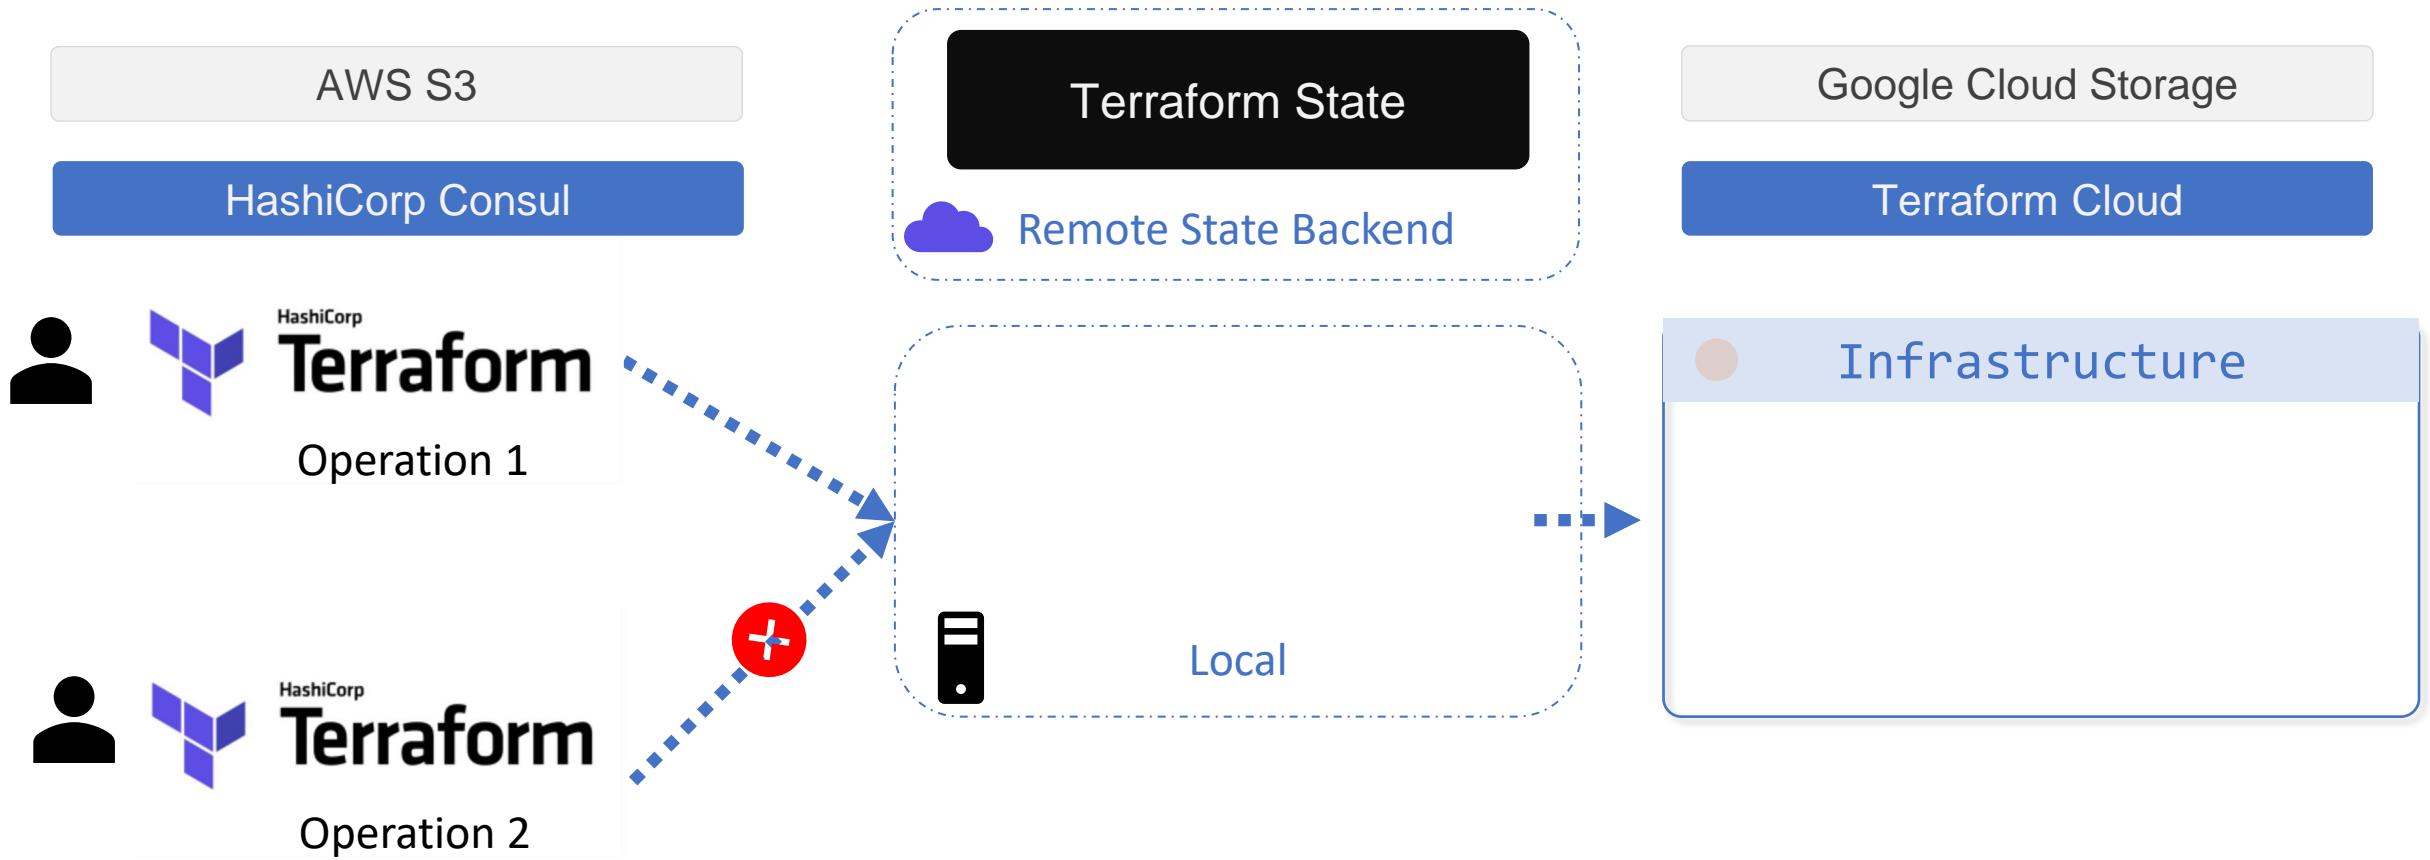 AWS S3
HashiCorp Consul
Terraform State
Remote State Backend
Google Cloud Storage
Terraform Cloud
HashiCorp
Terraform
Operation 1
Infrastructure
Local
HashiCorp
Terraform
Operation 2